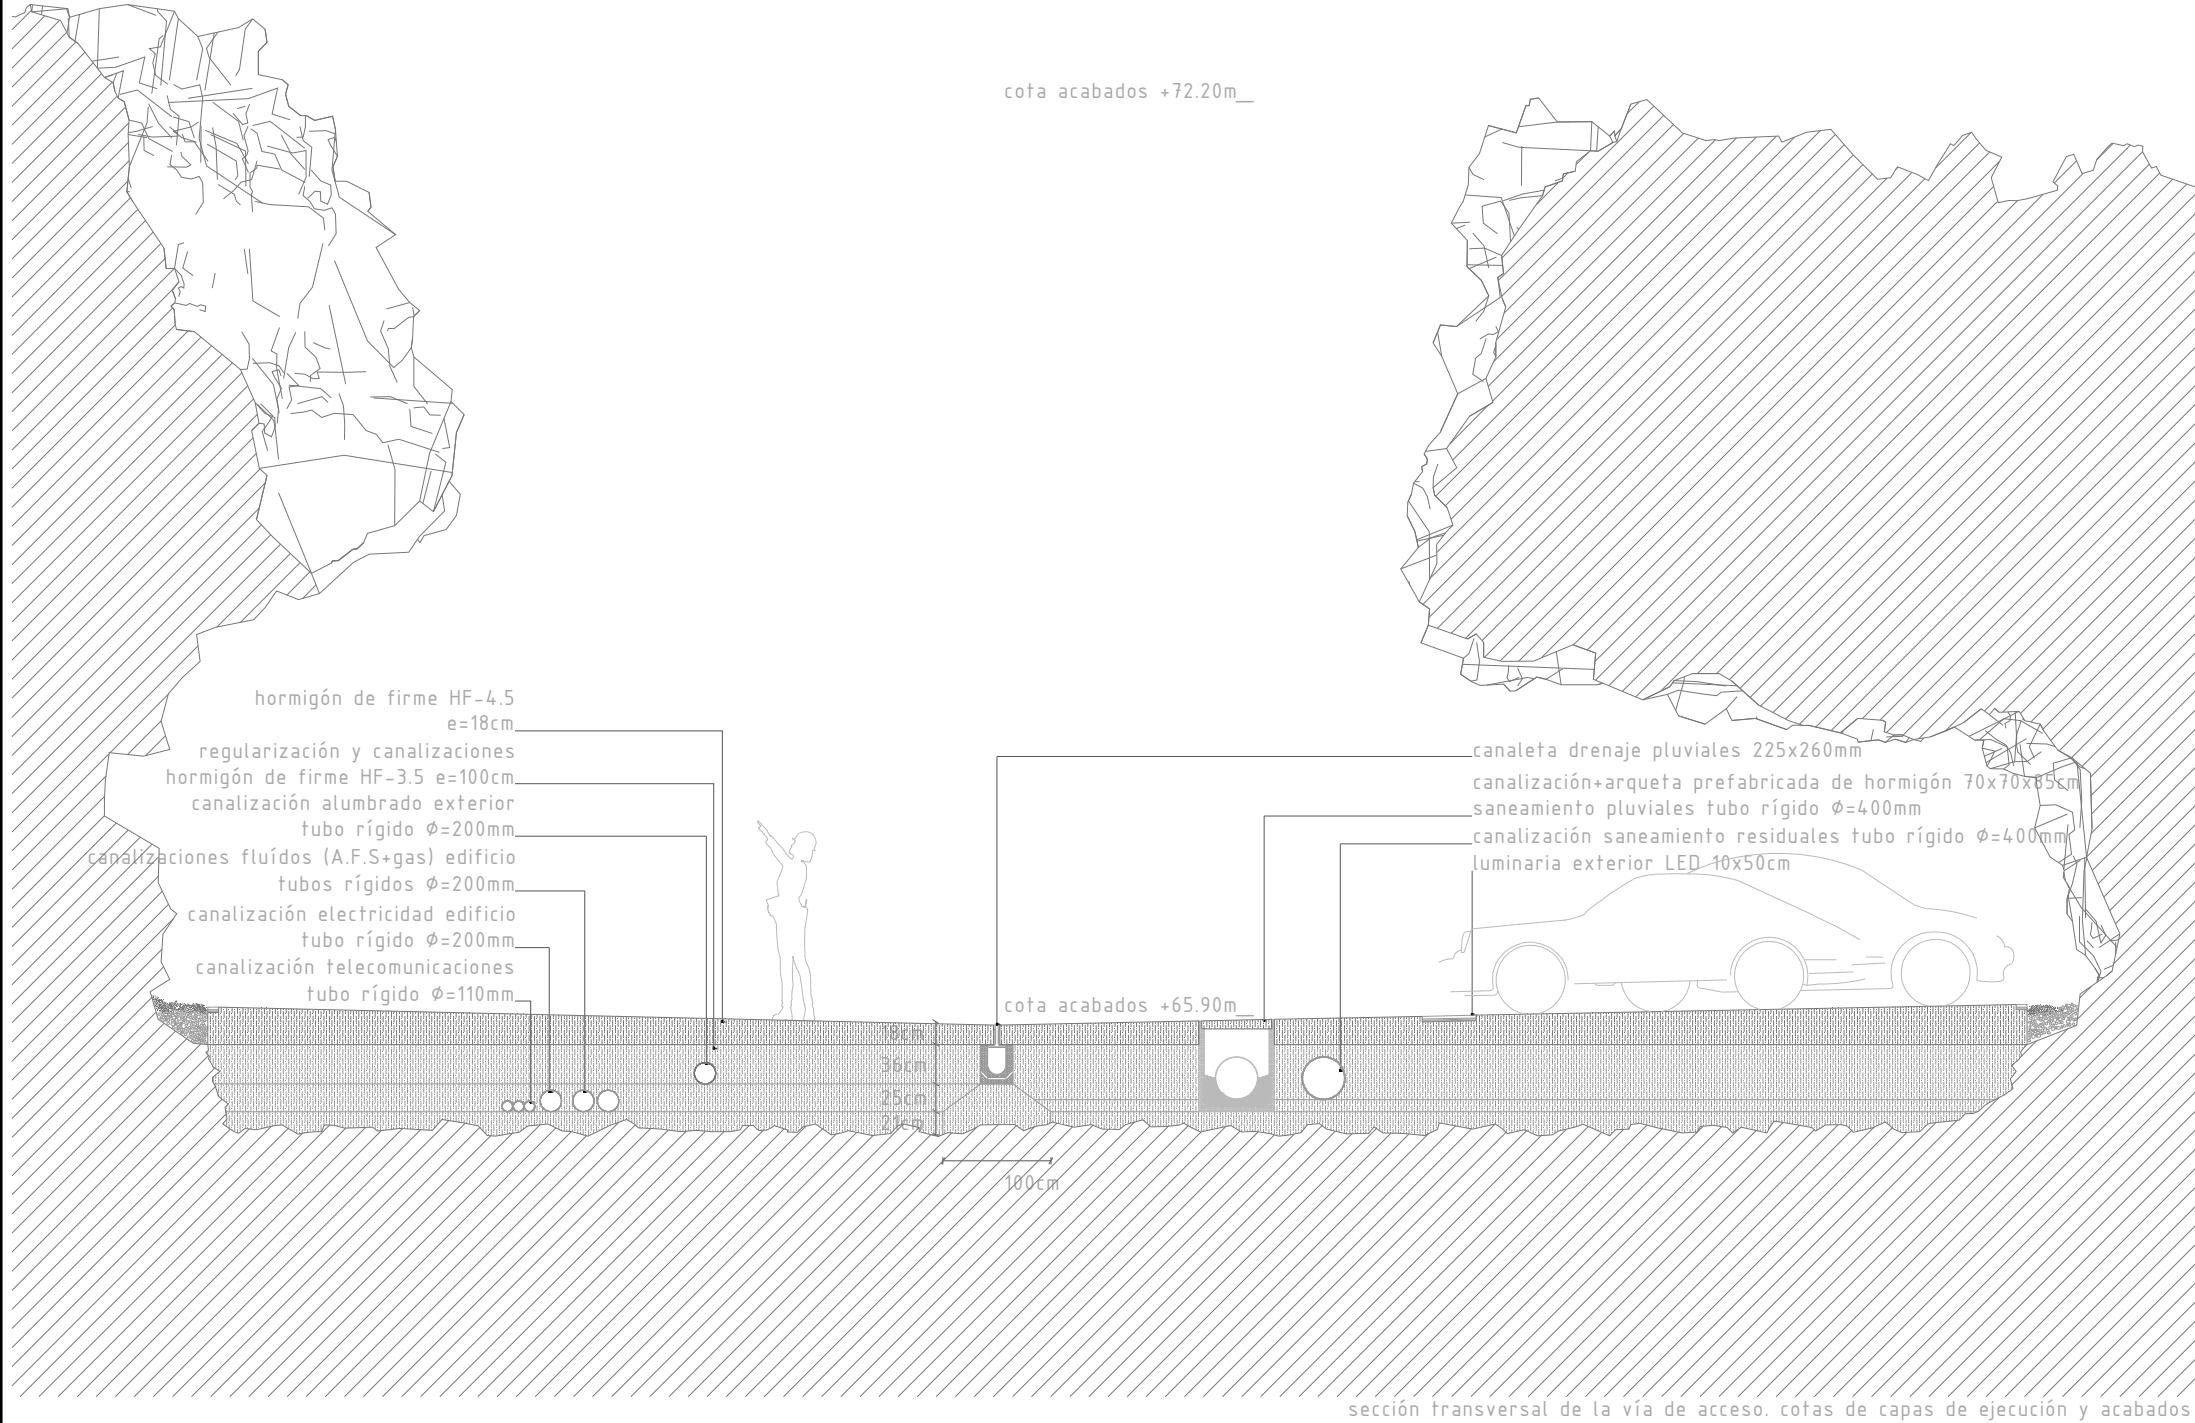 cota acabados +72.20m_
hormigón de firme HF-4.5
e=18cm
regularización y canalizaciones
hormigón de firme HF-3.5 e=100cm
canalización alumbrado exterior
tubo rígido Ø=200mm
canalizaciones fluídos (A.F.S+gas) edificio
tubos rígidos Ø=200mm
canalización electricidad edificio
tubo rígido Ø=200mm
canalización telecomunicaciones
tubo rígido Ø=110mm
canaleta drenaje pluviales 225x260mm
canalización+arqueta prefabricada de hormigón 70x70x85cm
saneamiento pluviales tubo rígido Ø=400mm
canalización saneamiento residuales tubo rígido Ø=400mm
luminaria exterior LED 10x50cm
cota acabados +65.90m_
18cm
36cm
25cm
21cm
100cm
sección transversal de la vía de acceso. cotas de capas de ejecución y acabados